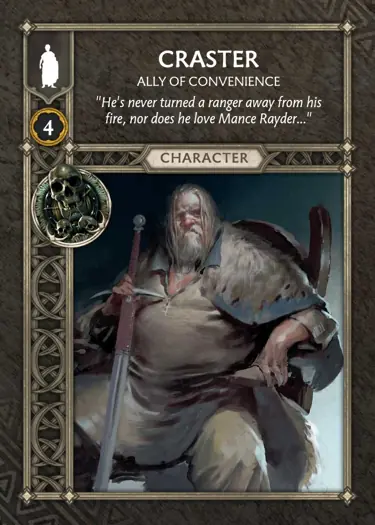 CRASTER
ALLY OF CONVENIENCE
"He's never turned a ranger away from his
fire, nor does he love Mance Rayder..."
4
CHARACTER